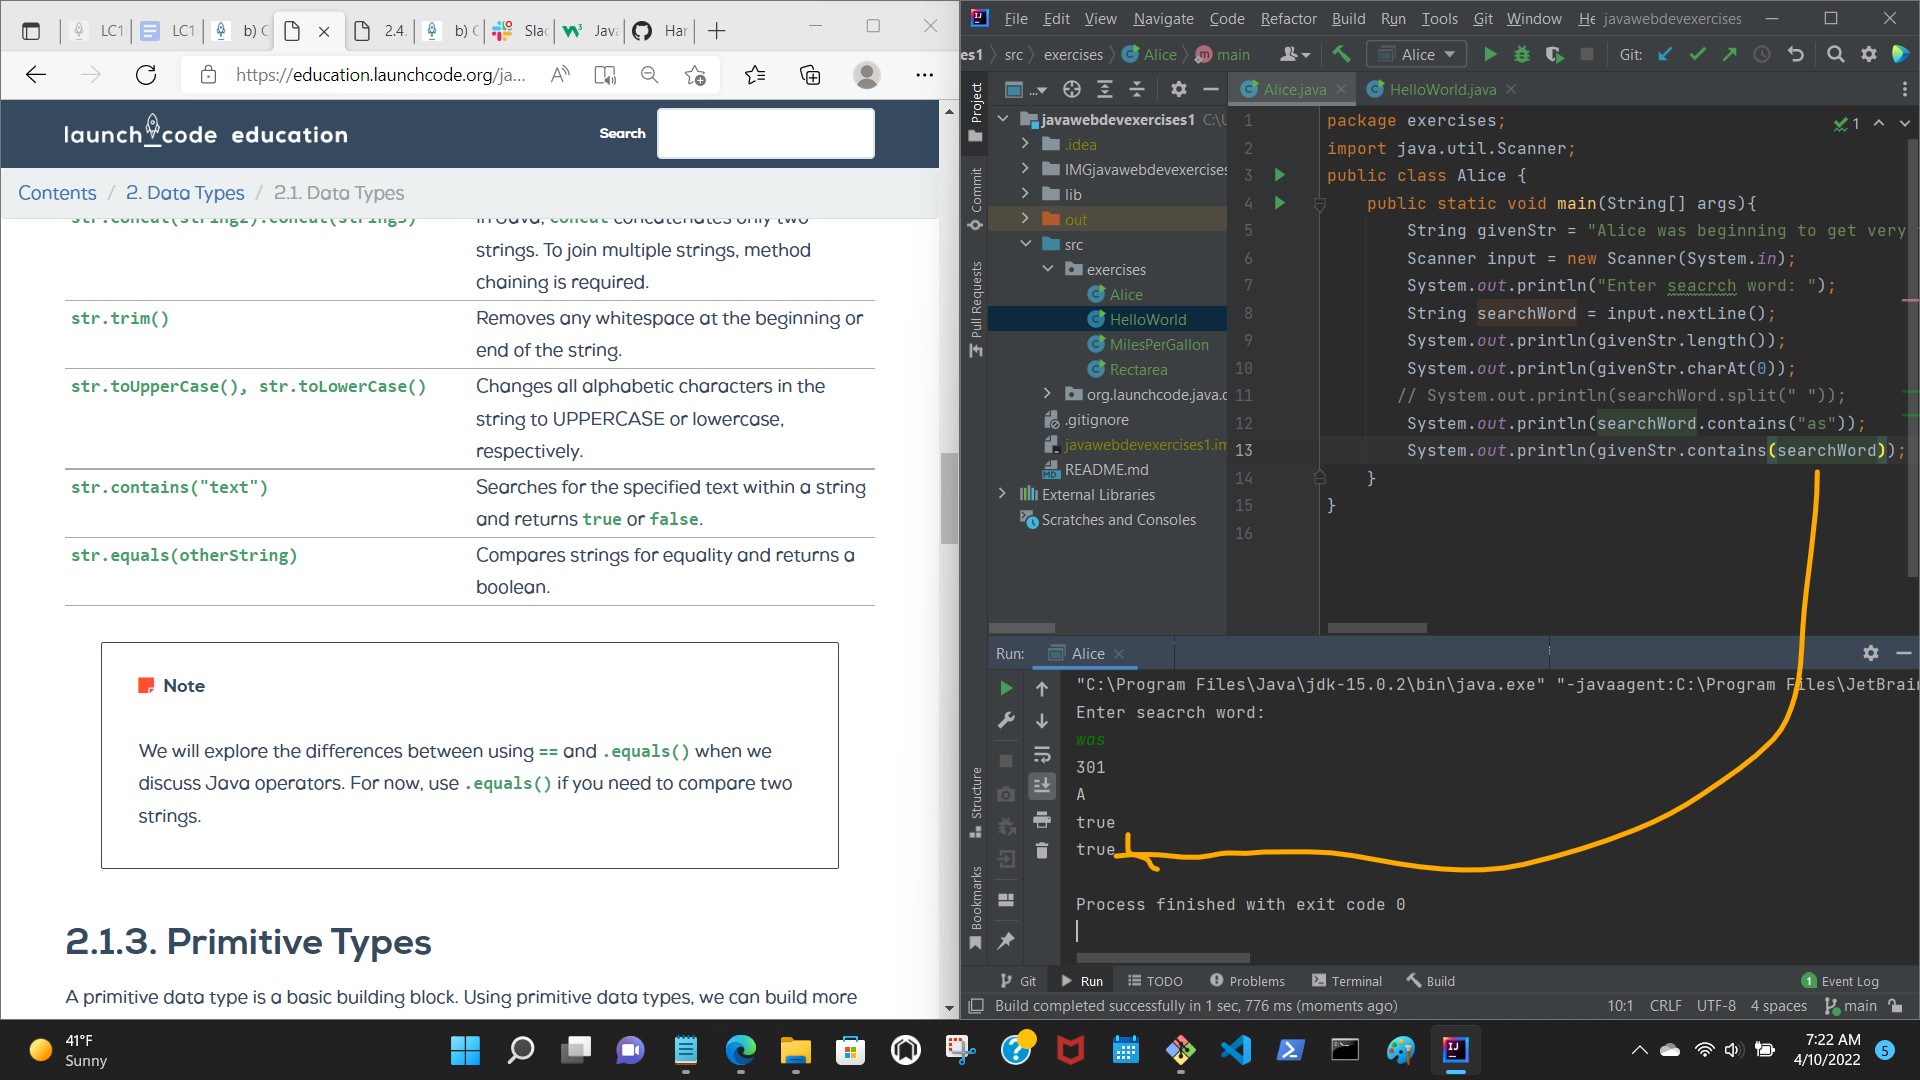 LC1
LC1
b) C
2.4.
b) C
Sla
Jav
Har
https://education.launchcode.org/ja...
launch_code education
Search
Contents / 2. Data Types / 2.1. Data Types
str.concat(string2).concat(string3) In Java, concat concatenates only two
strings. To join multiple strings, method
chaining is required.
str.trim() Removes any whitespace at the beginning or
end of the string.
str.toUpperCase(), str.toLowerCase() Changes all alphabetic characters in the
string to UPPERCASE or lowercase,
respectively.
str.contains("text") Searches for the specified text within a string
and returns true or false.
str.equals(otherString) Compares strings for equality and returns a
boolean.
Note
We will explore the differences between using == and .equals() when we
discuss Java operators. For now, use .equals() if you need to compare two
strings.
2.1.3. Primitive Types
A primitive data type is a basic building block. Using primitive data types, we can build more
File Edit View Navigate Code Refactor Build Run Tools Git Window He javawebdevexercises
es1 src exercises Alice main Alice Git:
Project
Commit
Pull Requests
Structure
Bookmarks
...
javawebdevexercises1 C:\U
.idea
IMGjavawebdevexercises
lib
out
src
exercises
Alice
HelloWorld
MilesPerGallon
Rectarea
org.launchcode.java.c
.gitignore
javawebdevexercises1.im
README.md
External Libraries
Scratches and Consoles
Alice.java HelloWorld.java
1
1 package exercises;
2 import java.util.Scanner;
3 public class Alice {
4 public static void main(String[] args){
5 String givenStr = "Alice was beginning to get very
6 Scanner input = new Scanner(System.in);
7 System.out.println("Enter seacrch word: ");
8 String searchWord = input.nextLine();
9 System.out.println(givenStr.length());
10 System.out.println(givenStr.charAt(0));
11 // System.out.println(searchWord.split(" "));
12 System.out.println(searchWord.contains("as"));
13 System.out.println(givenStr.contains(searchWord));
14 }
15 }
16
Run: Alice
"C:\Program Files\Java\jdk-15.0.2\bin\java.exe" "-javaagent:C:\Program Files\JetBrain
Enter seacrch word:
was
301
A
true
true
Process finished with exit code 0
Git Run TODO Problems Terminal Build 1 Event Log
Build completed successfully in 1 sec, 776 ms (moments ago) 10:1 CRLF UTF-8 4 spaces main
41°F
Sunny
7:22 AM
4/10/2022
5